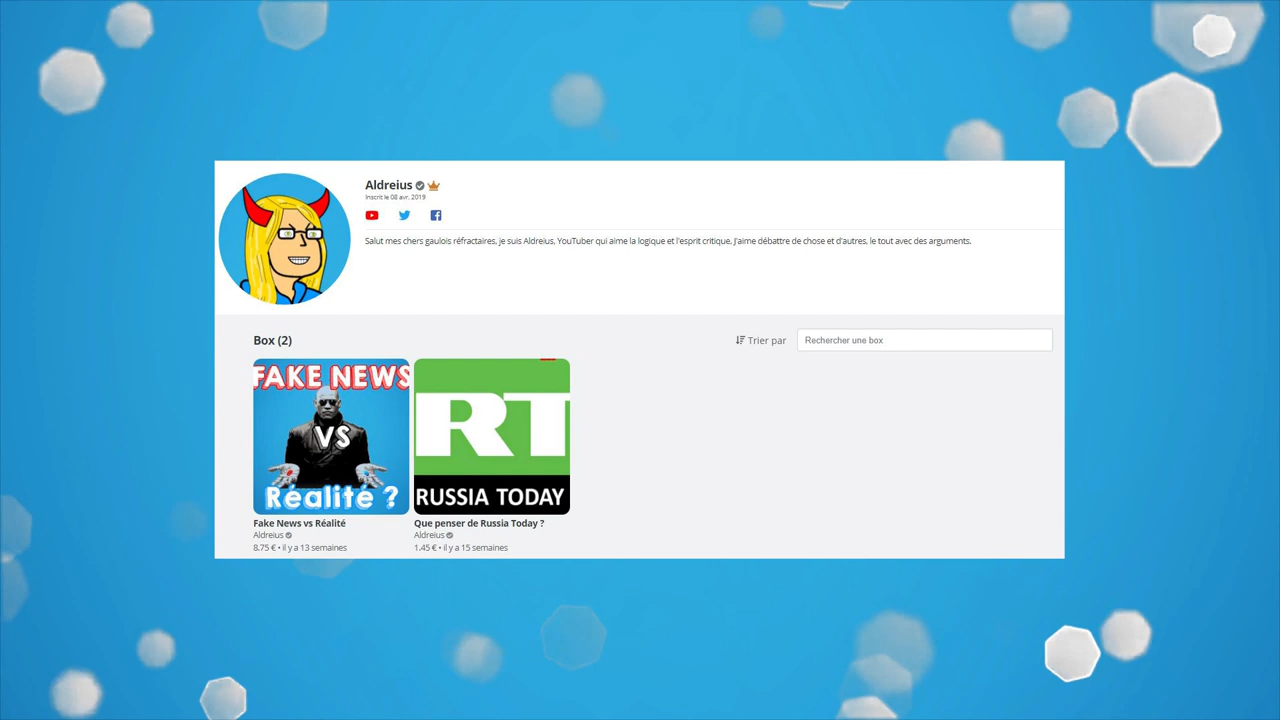 Aldreius
Inscrit le 08 avr. 2019
Salut mes chers gaulois réfractaires, je suis Aldreius, YouTuber qui aime la logique et l'esprit critique. J'aime débattre de chose et d'autres, le tout avec des arguments.
Box (2)
Trier par
Rechercher une box
FAKE NEWS
VS
Réalité ?
RT
RUSSIA TODAY
Fake News vs Réalité
Aldreius
8.75 € • il y a 13 semaines
Que penser de Russia Today ?
Aldreius
1.45 € • il y a 15 semaines